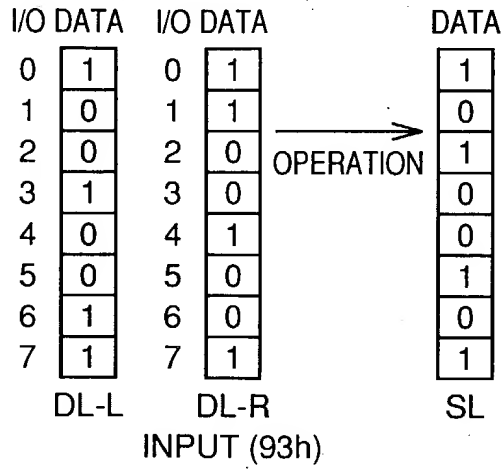 I/O DATA I/O DATA DATA
0 1 0 1 1
1 0 1 1 0
2 0 2 0 1
OPERATION
3 1 3 0 0
4 0 4 1 0
5 0 5 0 1
6 1 6 0 0
7 1 7 1 1
DL-L DL-R SL
INPUT (93h)